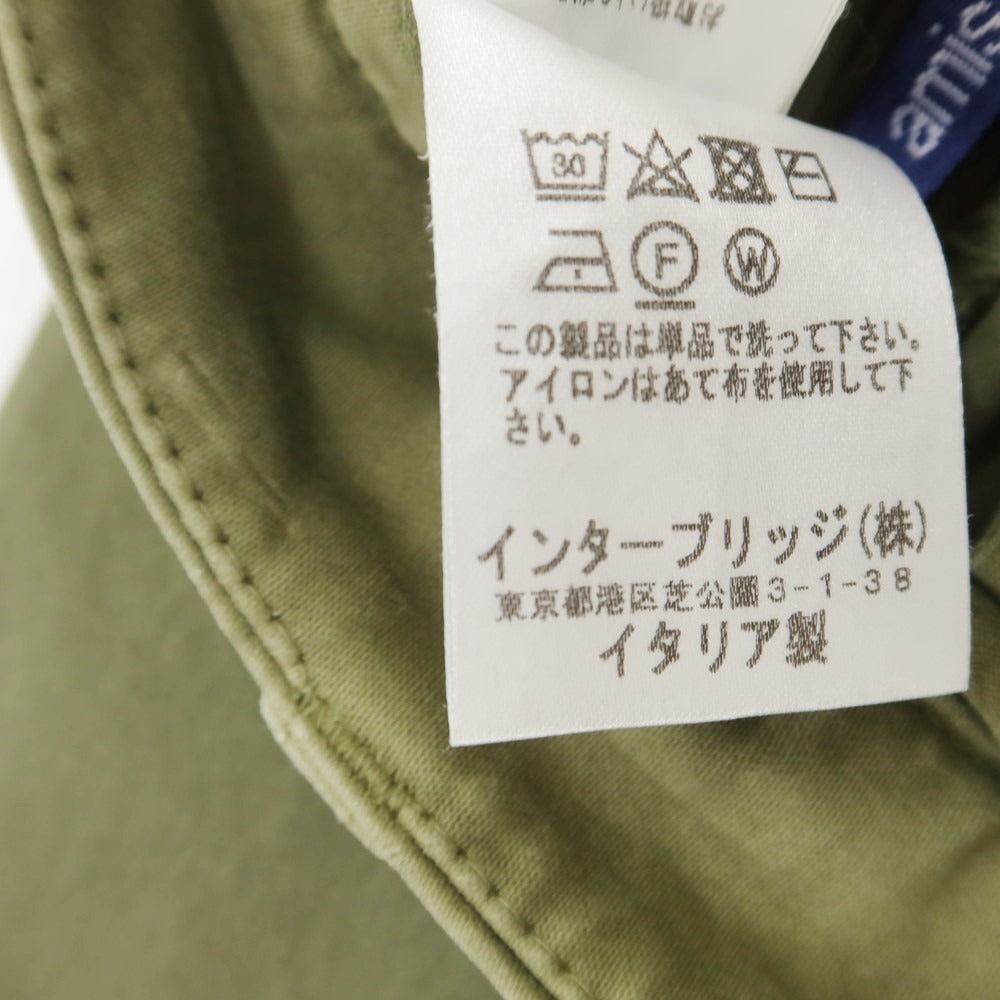 30
F W
この製品は単品で洗って下さい。
アイロンはあて布を使用して下
さい。
インターブリッジ(株)
東京都港区芝公園3-1-38
イタリア製